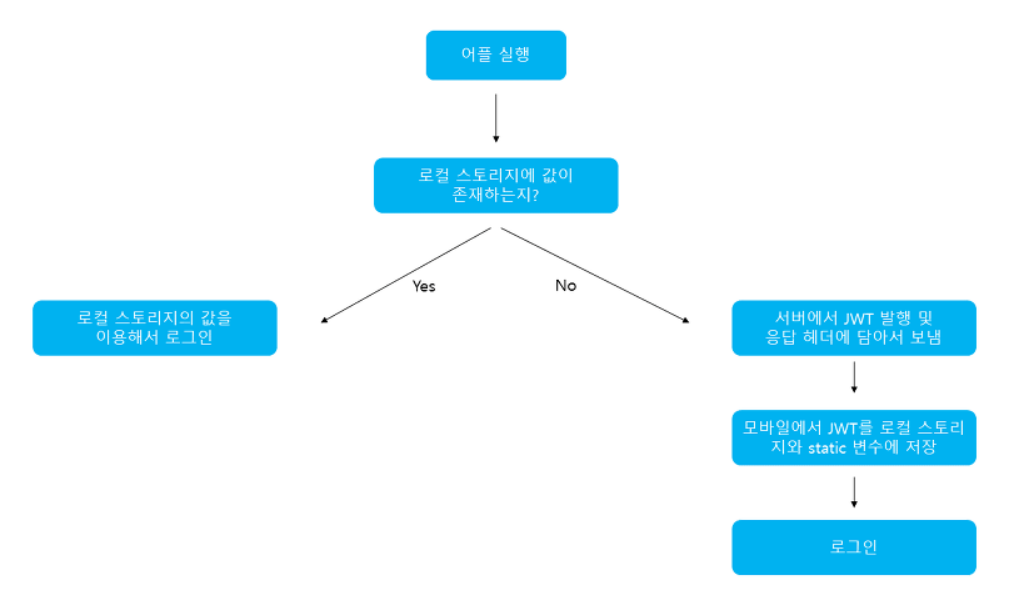 어플 실행
로컬 스토리지에 값이
존재하는지?
Yes
No
로컬 스토리지의 값을
이용해서 로그인
서버에서 JWT 발행 및
응답 헤더에 담아서 보냄
모바일에서 JWT를 로컬 스토리
지와 static 변수에 저장
로그인